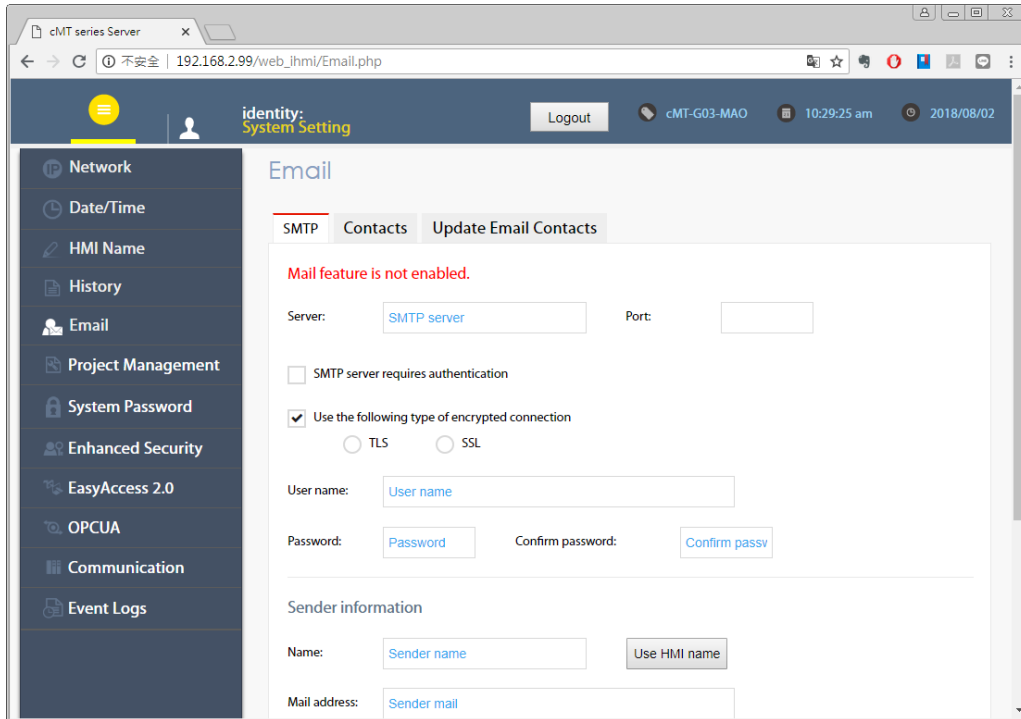 cMT series Server
不安全 | 192.168.2.99/web_ihmi/Email.php
identity:
System Setting
Logout
cMT-G03-MAO
10:29:25 am
2018/08/02
Network
Date/Time
HMI Name
History
Email
Project Management
System Password
Enhanced Security
EasyAccess 2.0
OPCUA
Communication
Event Logs
Email
SMTP Contacts Update Email Contacts
Mail feature is not enabled.
Server: SMTP server Port:
SMTP server requires authentication
Use the following type of encrypted connection
TLS SSL
User name: User name
Password: Password Confirm password: Confirm passw
Sender information
Name: Sender name Use HMI name
Mail address: Sender mail